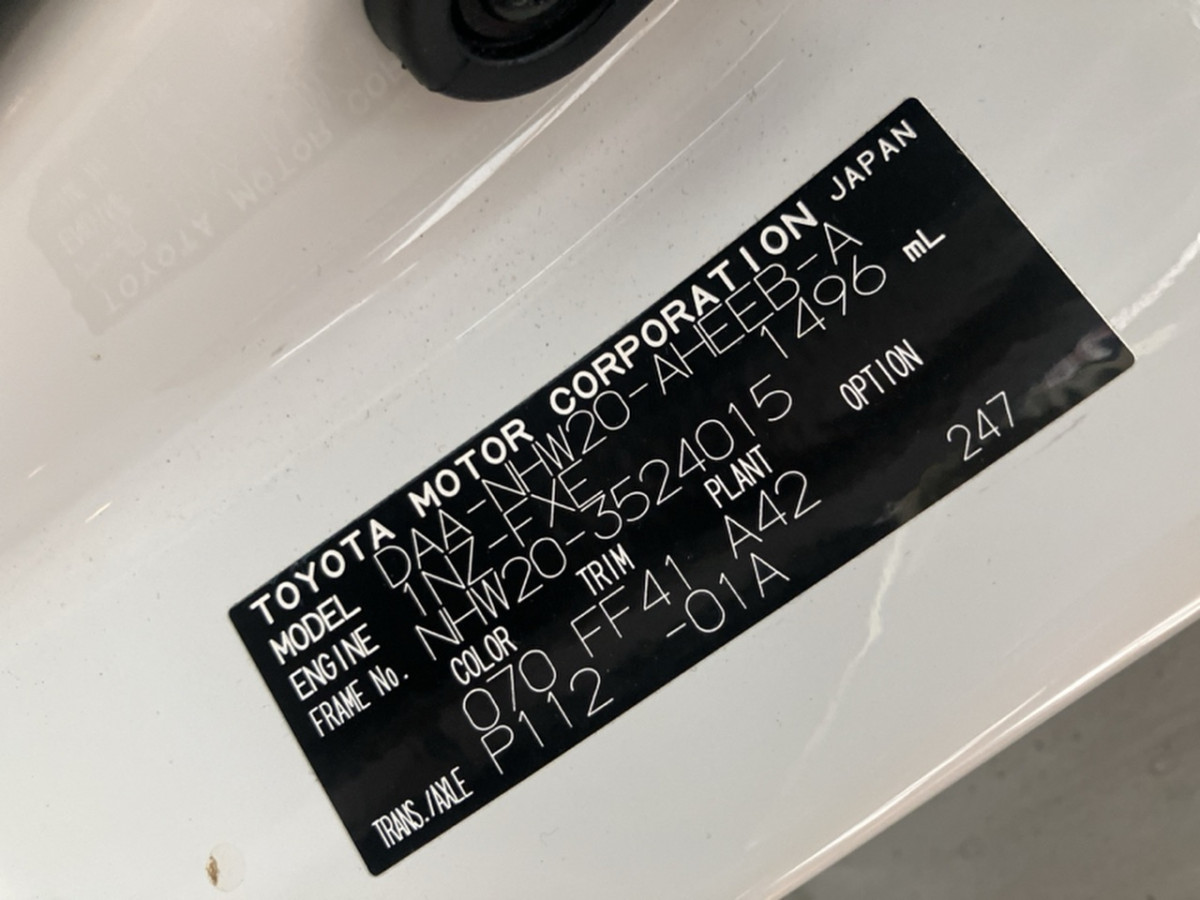 TOYOTA MOTOR CORPORATION JAPAN
MODEL DAA-NHW20-AHEEB-A
ENGINE 1NZ-FXE 1496 mL
FRAME No. NHW20-3524015
COLOR TRIM PLANT OPTION
070 FF41 A42 247
TRANS./AXLE P112 -01A